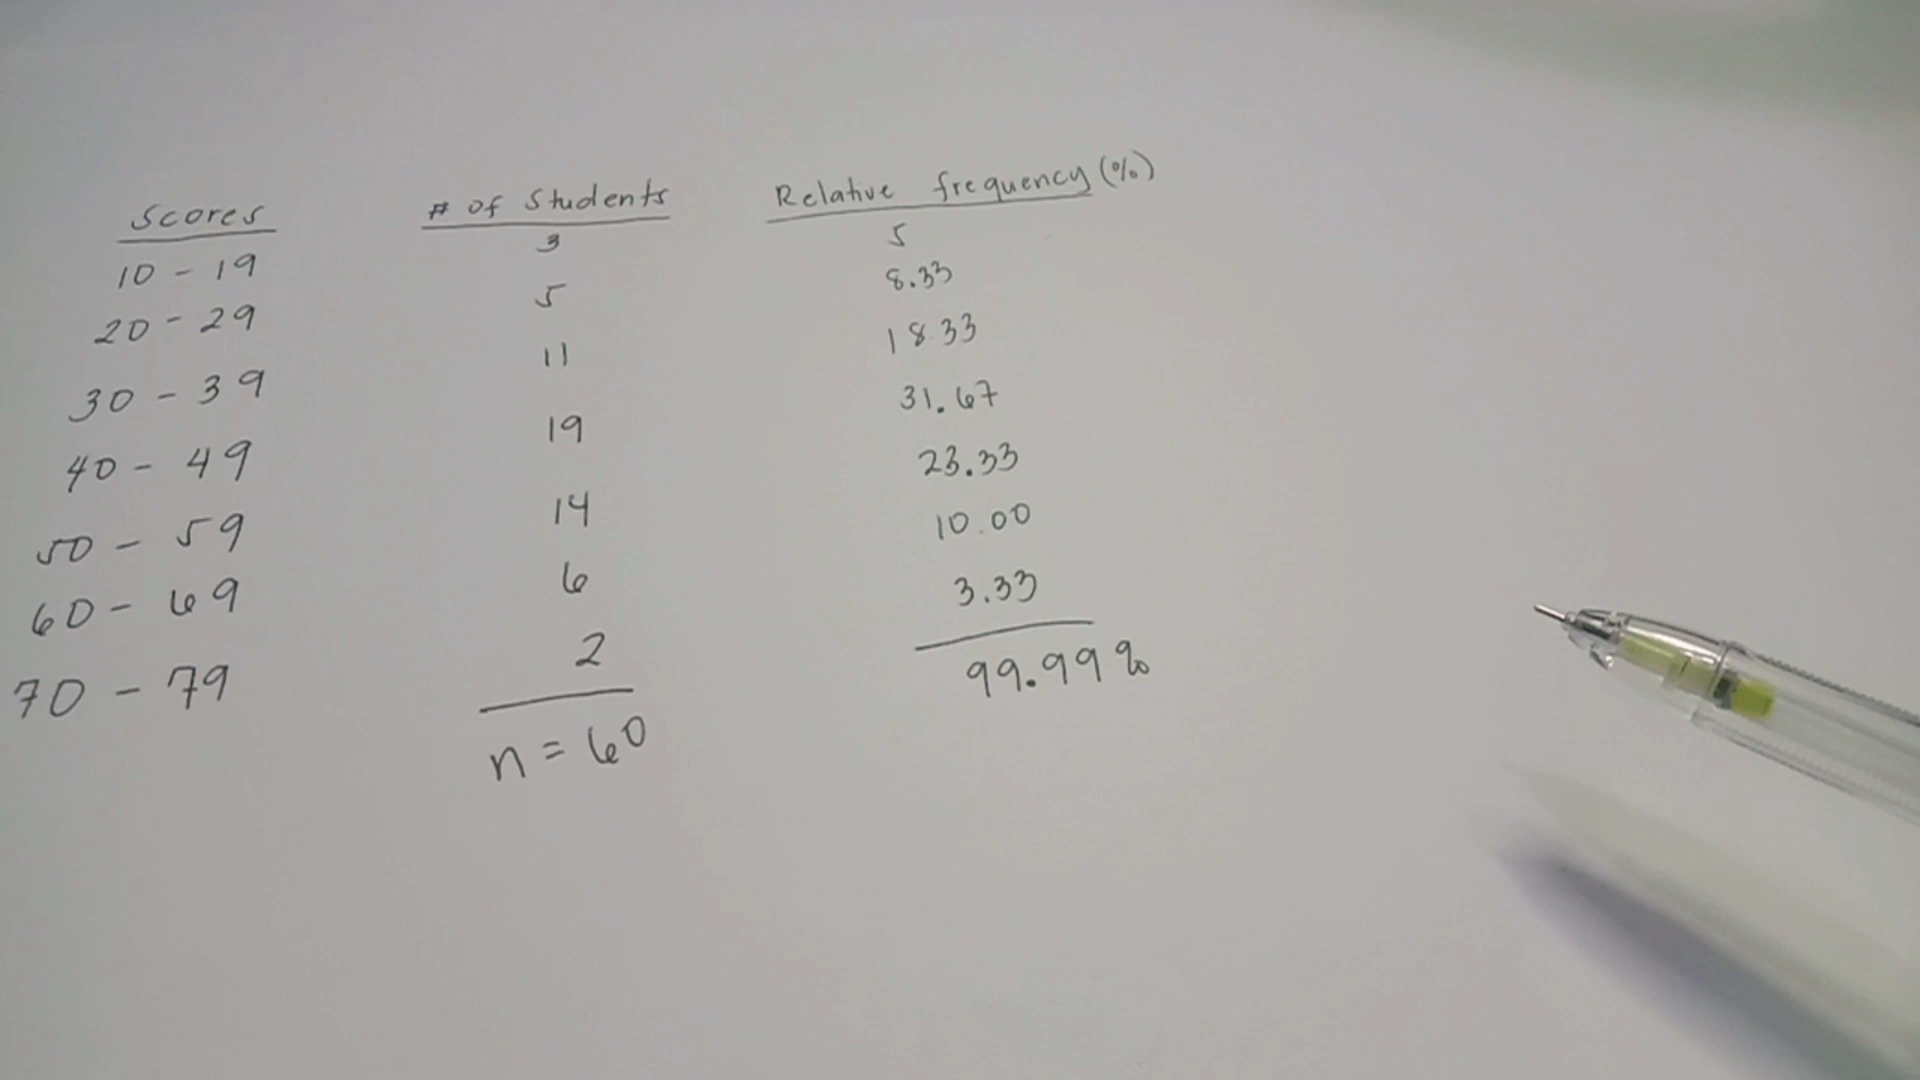 Scores # of Students Relative frequency (%)
10 - 19 3 5
20 - 29 5 8.33
30 - 39 11 18.33
40 - 49 19 31.67
50 - 59 14 23.33
60 - 69 6 10.00
70 - 79 2 3.33
n = 60 99.99%